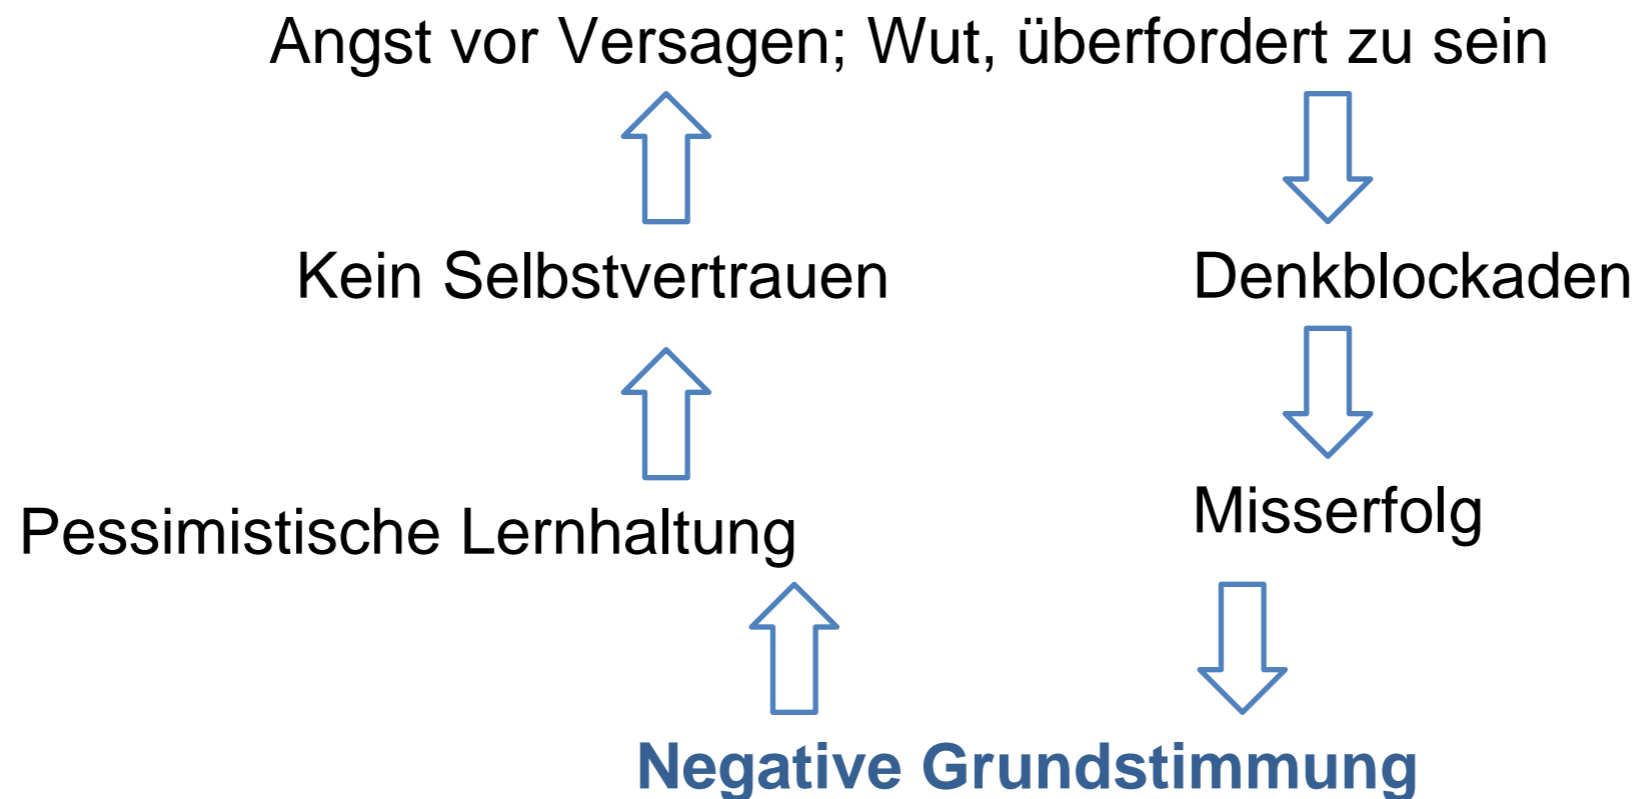 Angst vor Versagen; Wut, überfordert zu sein
Kein Selbstvertrauen
Denkblockaden
Pessimistische Lernhaltung
Misserfolg
Negative Grundstimmung